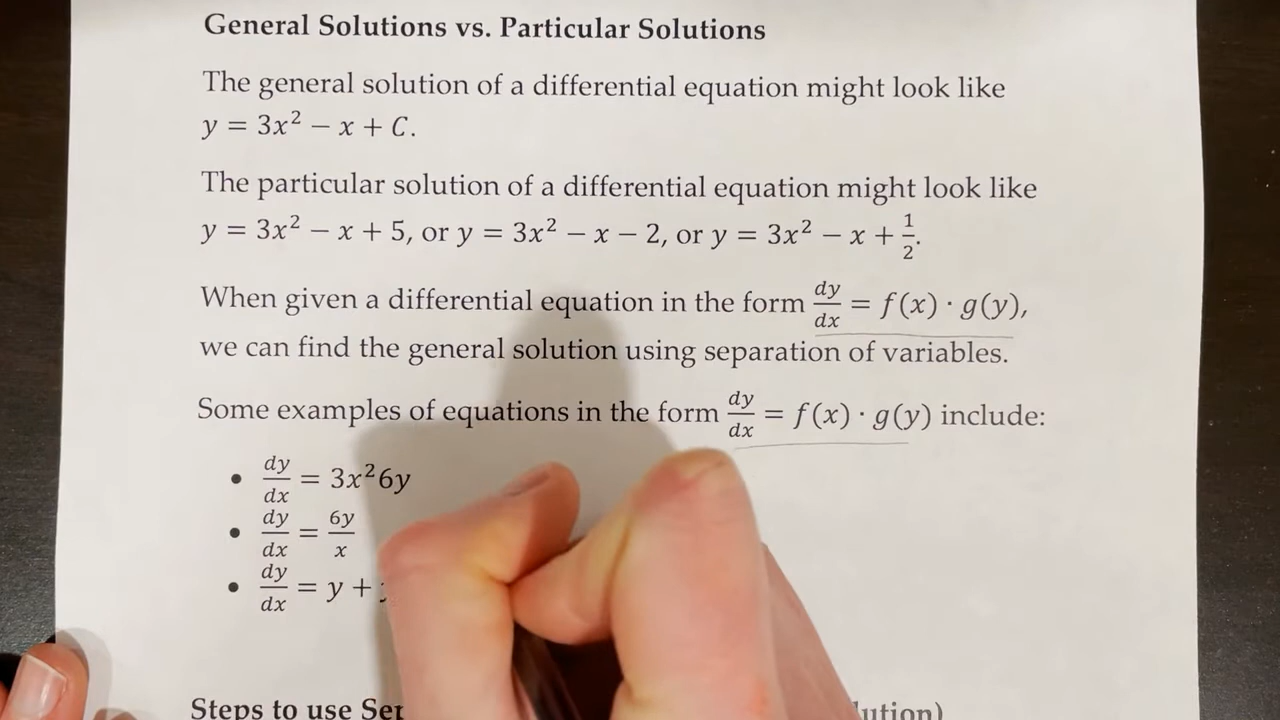 General Solutions vs. Particular Solutions
The general solution of a differential equation might look like
y = 3x² − x + C.
The particular solution of a differential equation might look like
y = 3x² − x + 5, or y = 3x² − x − 2, or y = 3x² − x + 1/2.
When given a differential equation in the form dy/dx = f(x) · g(y),
we can find the general solution using separation of variables.
Some examples of equations in the form dy/dx = f(x) · g(y) include:
• dy/dx = 3x²6y
• dy/dx = 6y/x
• dy/dx = y +
Steps to use